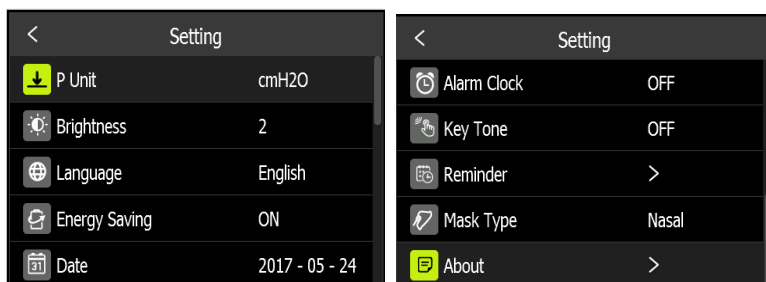 Setting
P Unit cmH2O
Brightness 2
Language English
Energy Saving ON
31 Date 2017 - 05 - 24
Setting
Alarm Clock OFF
Key Tone OFF
Reminder >
Mask Type Nasal
About >